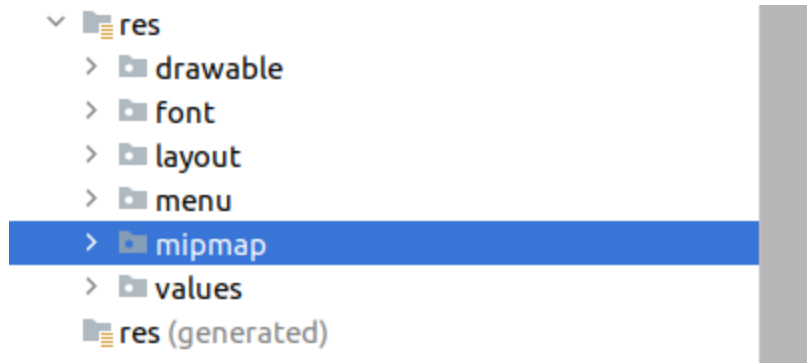 res
drawable
font
layout
menu
mipmap
values
res (generated)